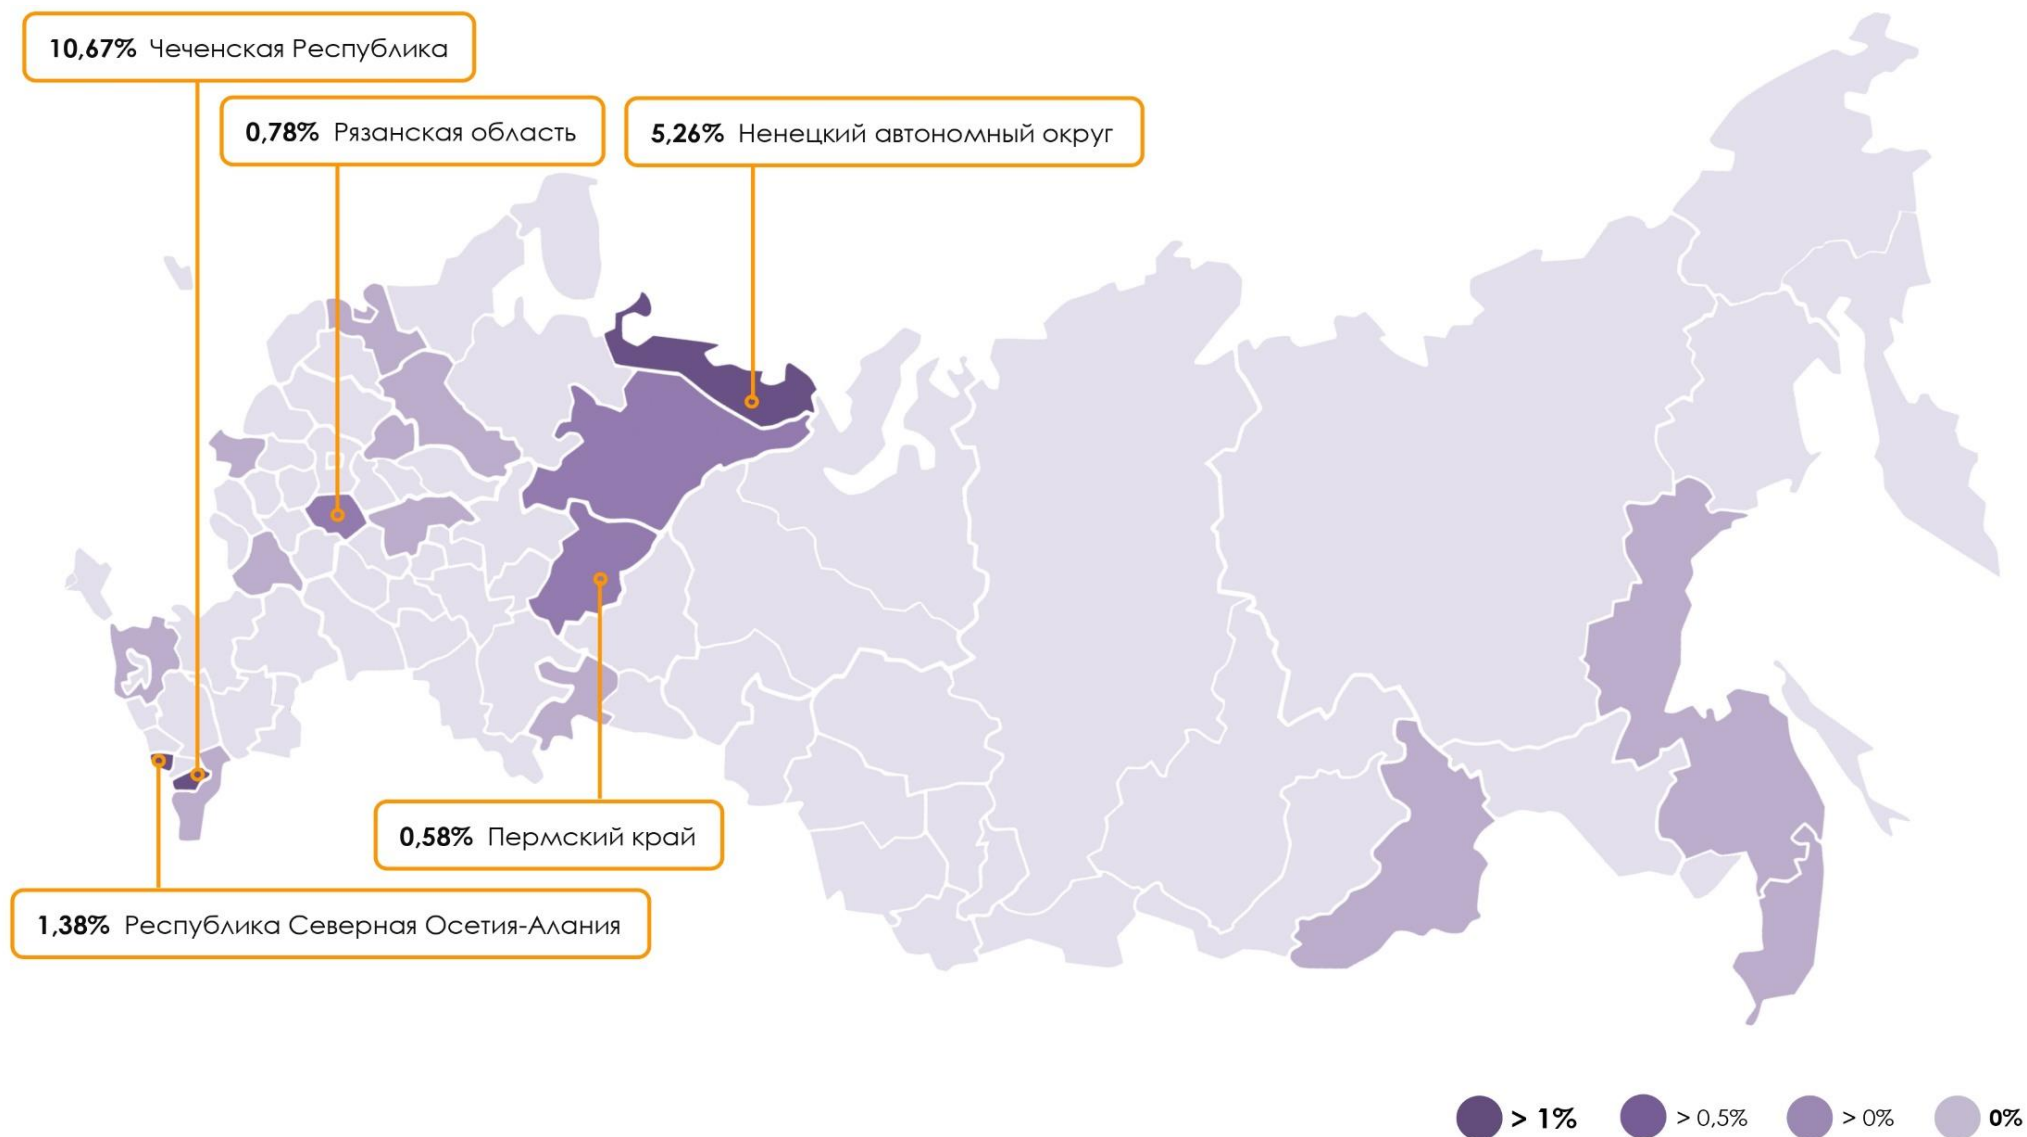 10,67% Чеченская Республика
0,78% Рязанская область
5,26% Ненецкий автономный округ
0,58% Пермский край
1,38% Республика Северная Осетия-Алания
> 1%
> 0,5%
> 0%
0%